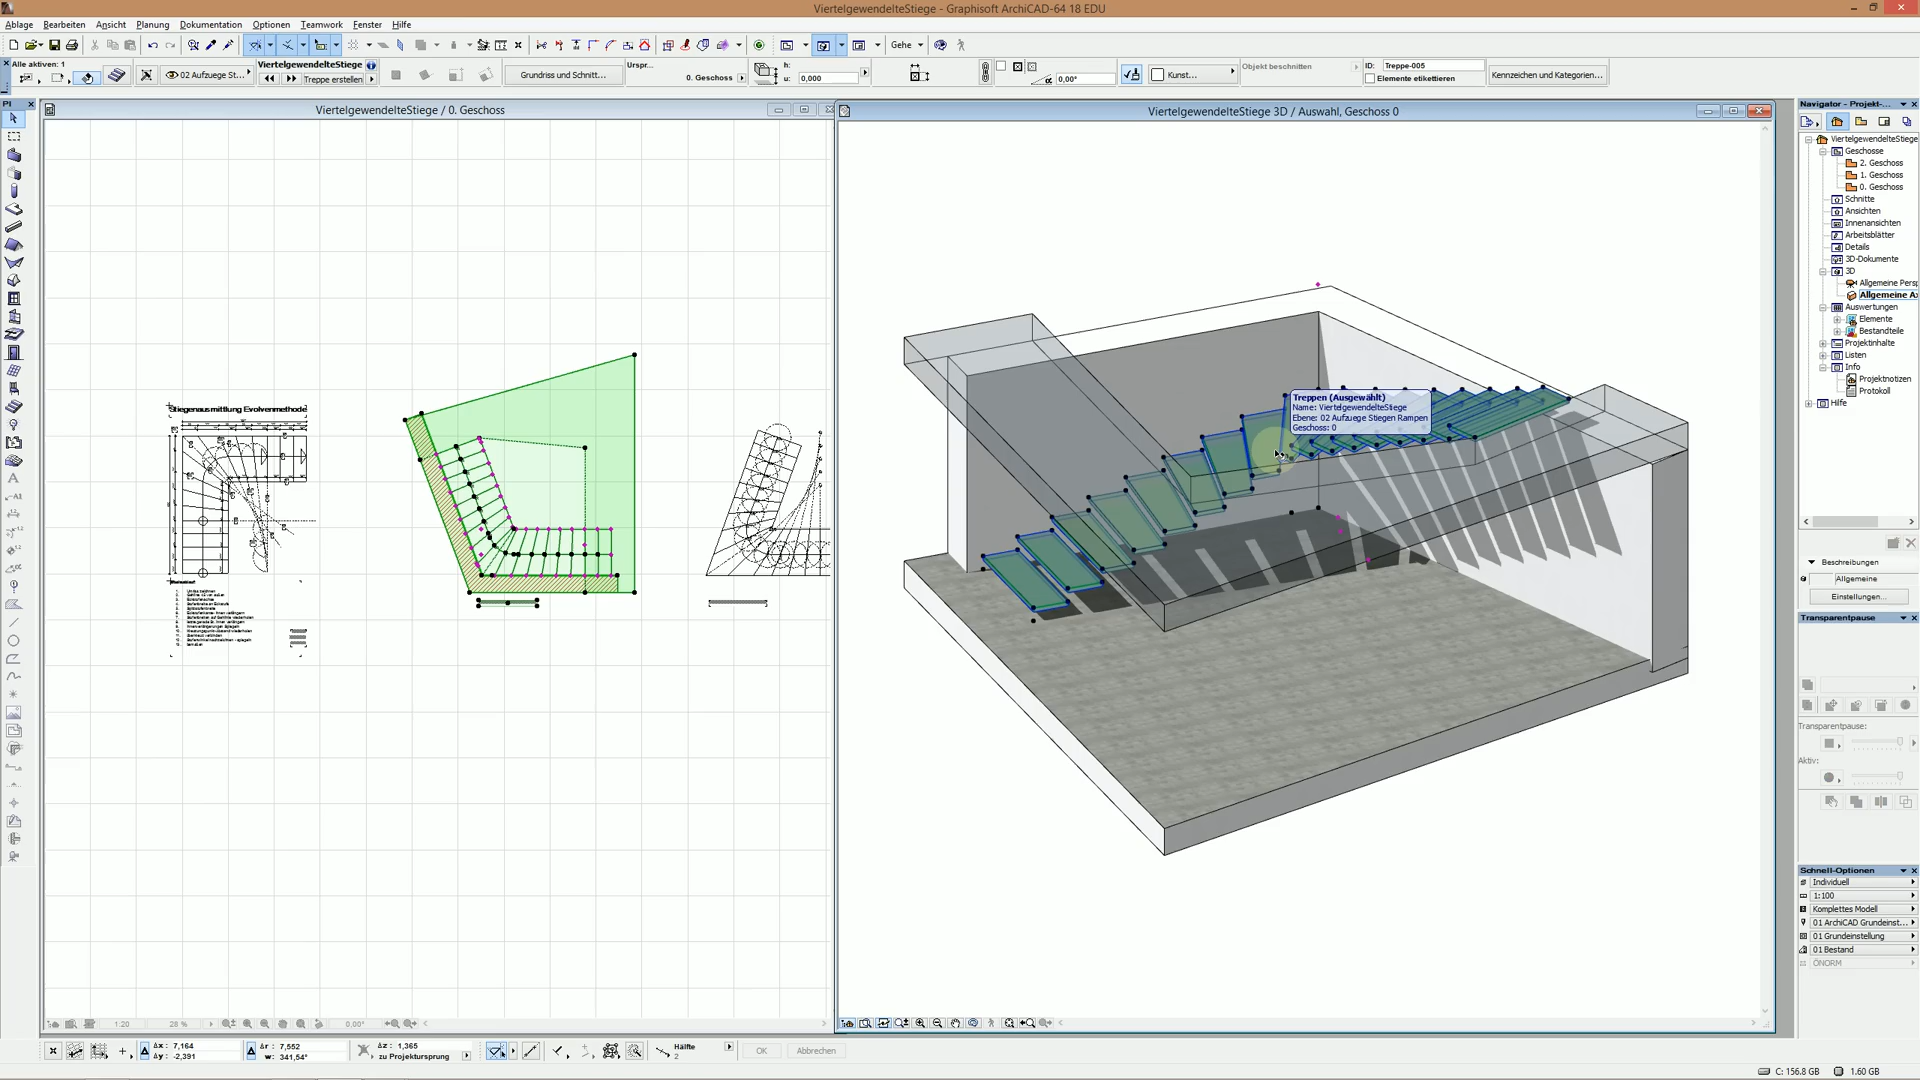 ViertelgewendelteStiege - Graphisoft ArchiCAD-64 18 EDU
Ablage Bearbeiten Ansicht Planung Dokumentation Optionen Teamwork Fenster Hilfe
Gehe
Alle aktiven: 1
02 Aufzuege St...
ViertelgewendelteStiege
Treppe erstellen
Grundriss und Schnitt...
Urspr...
0. Geschoss
h:
u: 0,000
0,00°
Kunst...
Objekt beschnitten
ID: Treppe-005
Elemente etikettieren
Kennzeichen und Kategorien...
ViertelgewendelteStiege / 0. Geschoss
ViertelgewendelteStiege 3D / Auswahl, Geschoss 0
Stiegenausmittlung Evolvenmethode
Treppen (Ausgewählt)
Name: ViertelgewendelteStiege
Ebene: 02 Aufzuege Stiegen Rampen
Geschoss: 0
Navigator - Projekt-...
ViertelgewendelteStiege
Geschosse
2. Geschoss
1. Geschoss
0. Geschoss
Schnitte
Ansichten
Innenansichten
Arbeitsblätter
Details
3D-Dokumente
3D
Allgemeine Persp
Allgemeine A
Auswertungen
Elemente
Bestandteile
Projektinhalte
Listen
Info
Projektnotizen
Protokoll
Hilfe
Beschreibungen
Allgemeine
Einstellungen...
Transparentpause
Transparentpause:
Aktiv:
Schnell-Optionen
Individuell
1:100
Komplettes Modell
01 ArchiCAD Grundeinst...
01 Grundeinstellung
01 Bestand
ÖNORM
1:20 28 % 0,00°
Δx: 7,164
Δy: -2,391
Δr: 7,552
w: 341,54°
Δz: 1,365
zu Projektursprung
Hälfte
2
OK
Abbrechen
C: 156.8 GB 1.60 GB